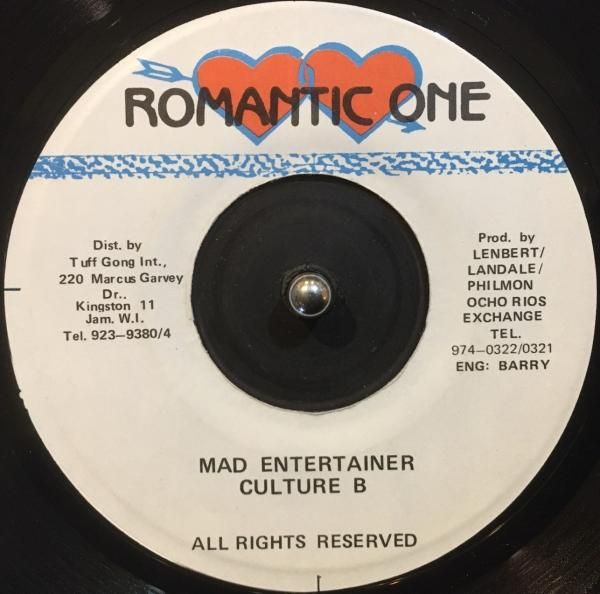 ROMANTIC ONE
Dist. by
Tuff Gong Int.,
220 Marcus Garvey
Dr..
Kingston 11
Jam. W.I.
Tel. 923—9380/4
Prod. by
LENBERT/
LANDALE/
PHILMON
OCHO RIOS
EXCHANGE
TEL.
974—0322/0321
ENG: BARRY
MAD ENTERTAINER
CULTURE B
ALL RIGHTS RESERVED